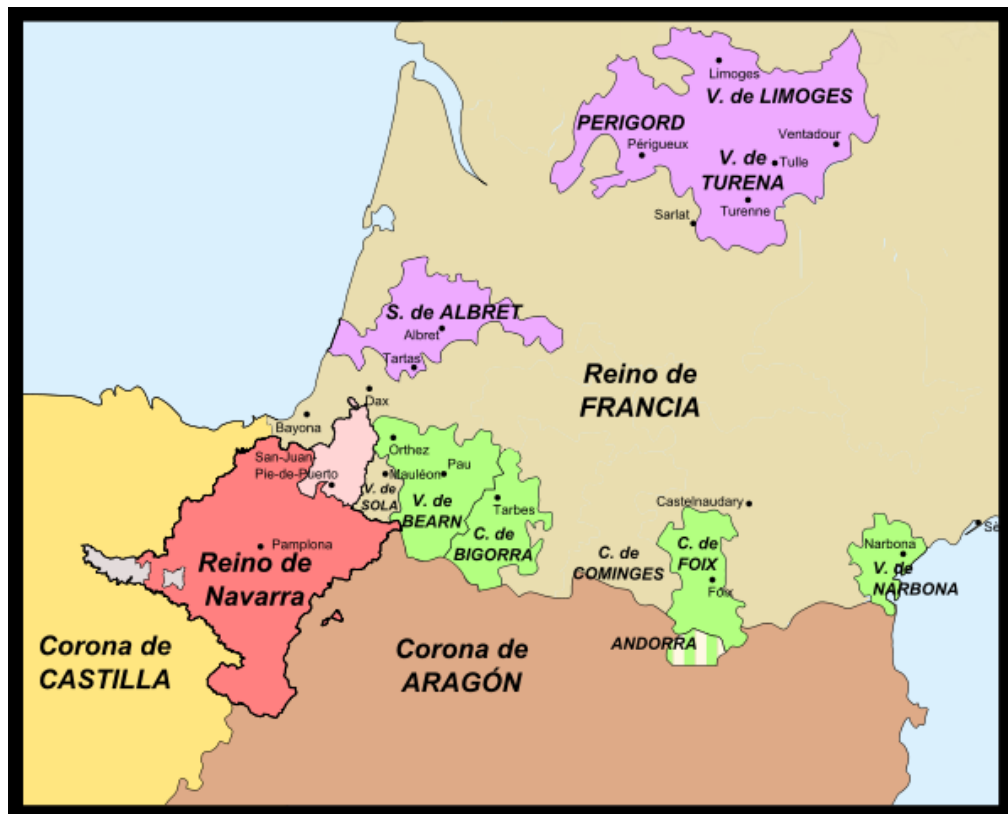 Limoges
V. de LIMOGES
PERIGORD
Ventadour
Périgueux
V. de
Tulle
TURENA
Sarlat
Turenne
S. de ALBRET
Albret
Tartas
Reino de
FRANCIA
Dax
Bayona
San-Juan-
Pie-de-Puerto
Orthez
Mauléon
Pau
V. de
SOLA
V. de
BEARN
Tarbes
C. de
BIGORRA
Castelnaudary
Sè
C. de
COMINGES
C. de
FOIX
Foix
Narbona
V. de
NARBONA
Pamplona
Reino de
Navarra
ANDORRA
Corona de
CASTILLA
Corona de
ARAGÓN